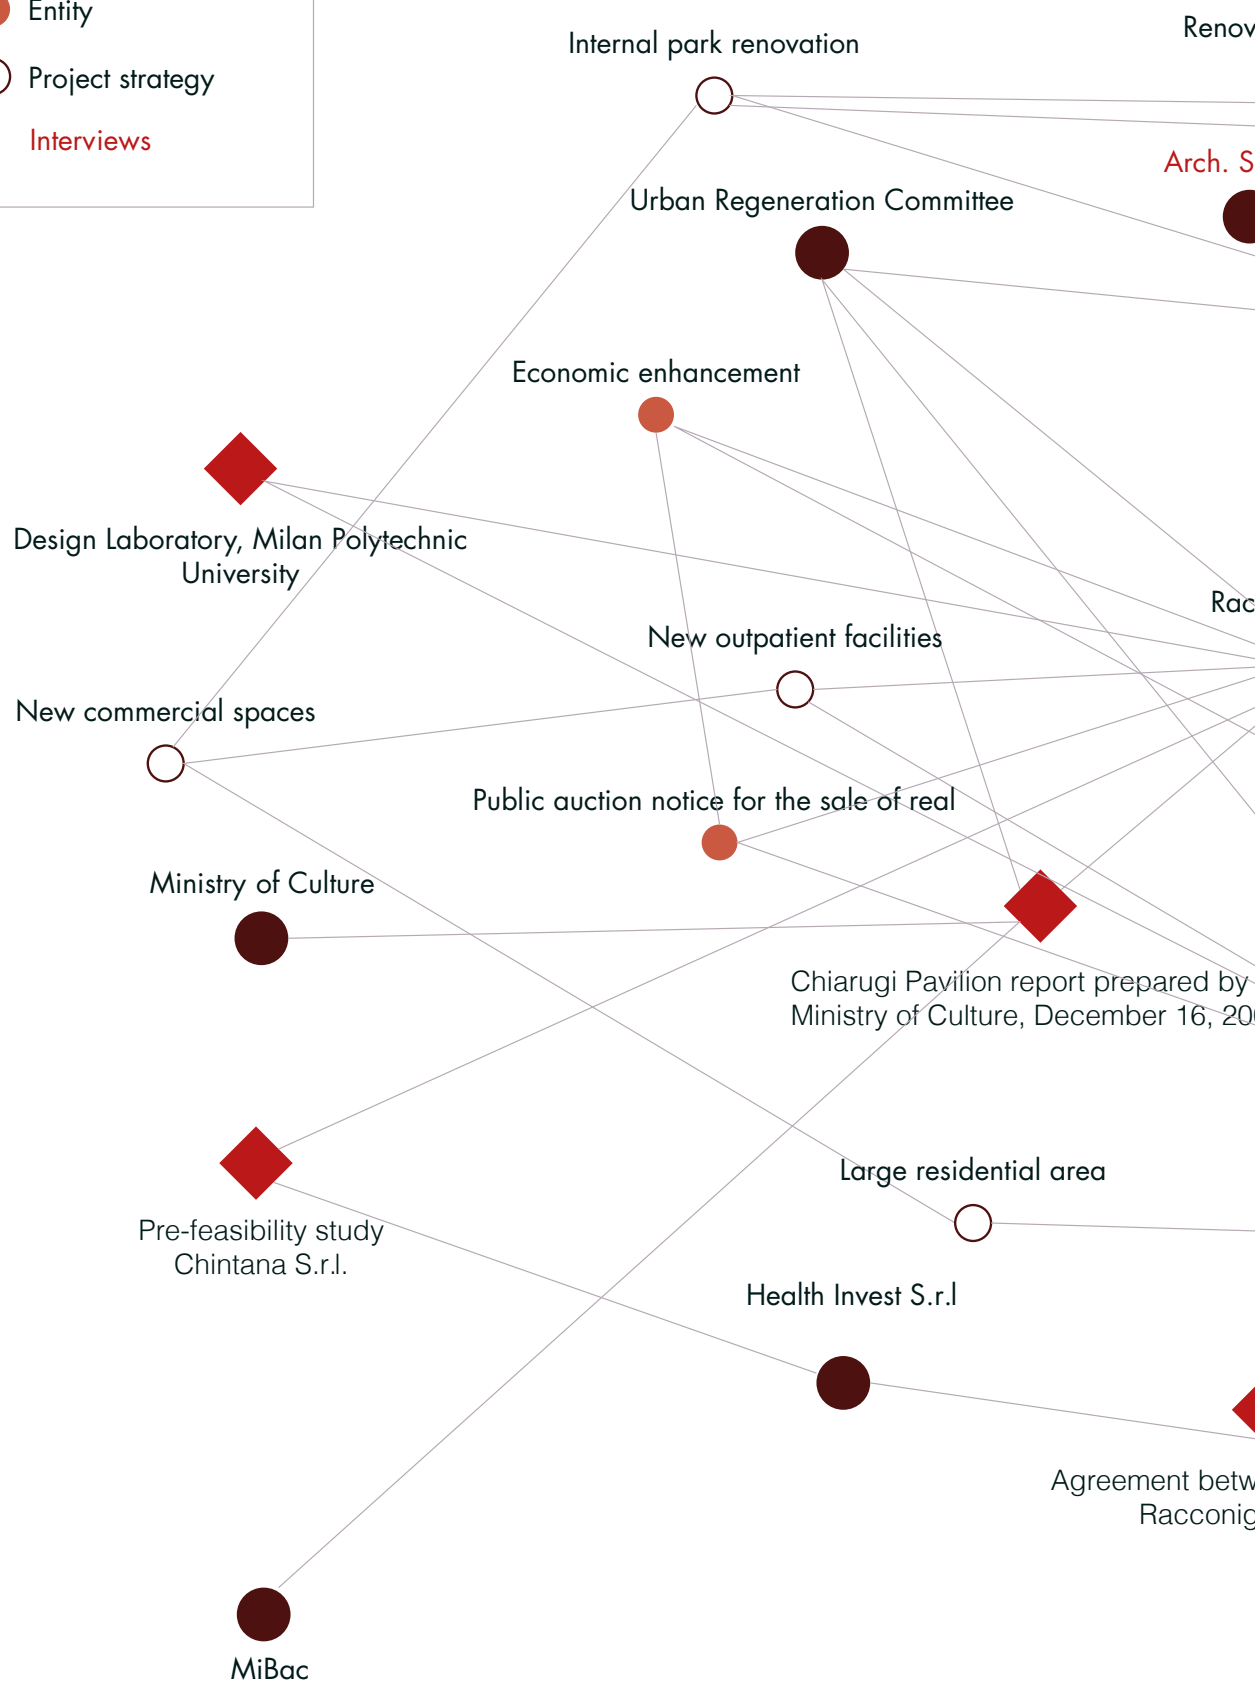 Entity
Project strategy
Interviews
Internal park renovation
Renov
Arch. S
Urban Regeneration Committee
Economic enhancement
Design Laboratory, Milan Polytechnic
University
Rac
New outpatient facilities
New commercial spaces
Public auction notice for the sale of real
Ministry of Culture
Chiarugi Pavilion report prepared by
Ministry of Culture, December 16, 200
Pre-feasibility study
Chintana S.r.l.
Large residential area
Health Invest S.r.l
Agreement betw
Racconig
MiBac